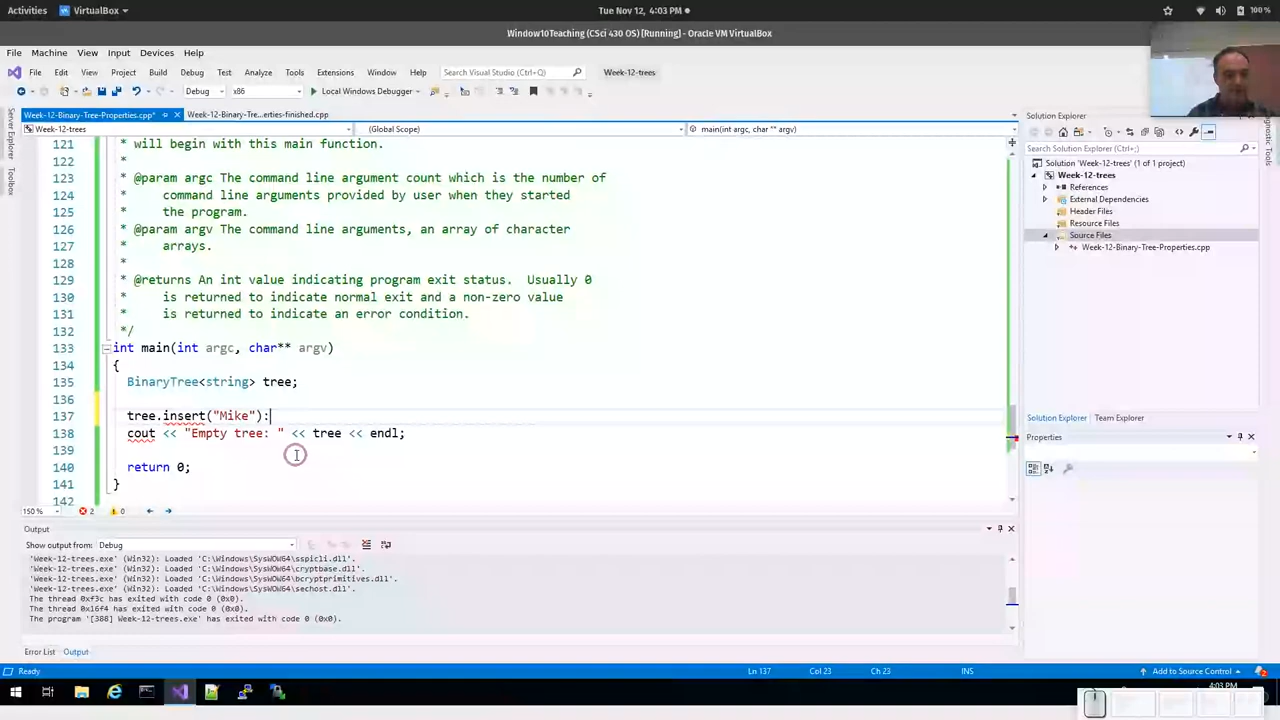 Activities VirtualBox Tue Nov 12, 4:03 PM 100 %
Window10Teaching (CSci 430 OS) [Running] - Oracle VM VirtualBox
File Machine View Input Devices Help
File Edit View Project Build Debug Test Analyze Tools Extensions Window Help Search Visual Studio (Ctrl+Q) Week-12-trees
Debug x86 Local Windows Debugger
Week-12-Binary-Tree-Properties.cpp* Week-12-Binary-Tre...erties-finished.cpp
Week-12-trees (Global Scope) main(int argc, char ** argv)
121 * will begin with this main function.
122 *
123 * @param argc The command line argument count which is the number of
124 * command line arguments provided by user when they started
125 * the program.
126 * @param argv The command line arguments, an array of character
127 * arrays.
128 *
129 * @returns An int value indicating program exit status. Usually 0
130 * is returned to indicate normal exit and a non-zero value
131 * is returned to indicate an error condition.
132 */
133 int main(int argc, char** argv)
134 {
135 BinaryTree<string> tree;
136
137 tree.insert("Mike"):
138 cout << "Empty tree: " << tree << endl;
139
140 return 0;
141 }
142
150 % 2 0
Output
Show output from: Debug
'Week-12-trees.exe' (Win32): Loaded 'C:\Windows\SysWOW64\sspicli.dll'.
'Week-12-trees.exe' (Win32): Loaded 'C:\Windows\SysWOW64\cryptbase.dll'.
'Week-12-trees.exe' (Win32): Loaded 'C:\Windows\SysWOW64\bcryptprimitives.dll'.
'Week-12-trees.exe' (Win32): Loaded 'C:\Windows\SysWOW64\sechost.dll'.
The thread 0xf3c has exited with code 0 (0x0).
The thread 0x16f4 has exited with code 0 (0x0).
The program '[388] Week-12-trees.exe' has exited with code 0 (0x0).
Error List Output
Server Explorer
Toolbox
Solution Explorer
Search Solution Explorer (Ctrl+;)
Solution 'Week-12-trees' (1 of 1 project)
Week-12-trees
References
External Dependencies
Header Files
Resource Files
Source Files
Week-12-Binary-Tree-Properties.cpp
Solution Explorer Team Explorer
Properties
Diagnostic Tools
Ready Ln 137 Col 23 Ch 23 INS Add to Source Control 2
4:03 PM